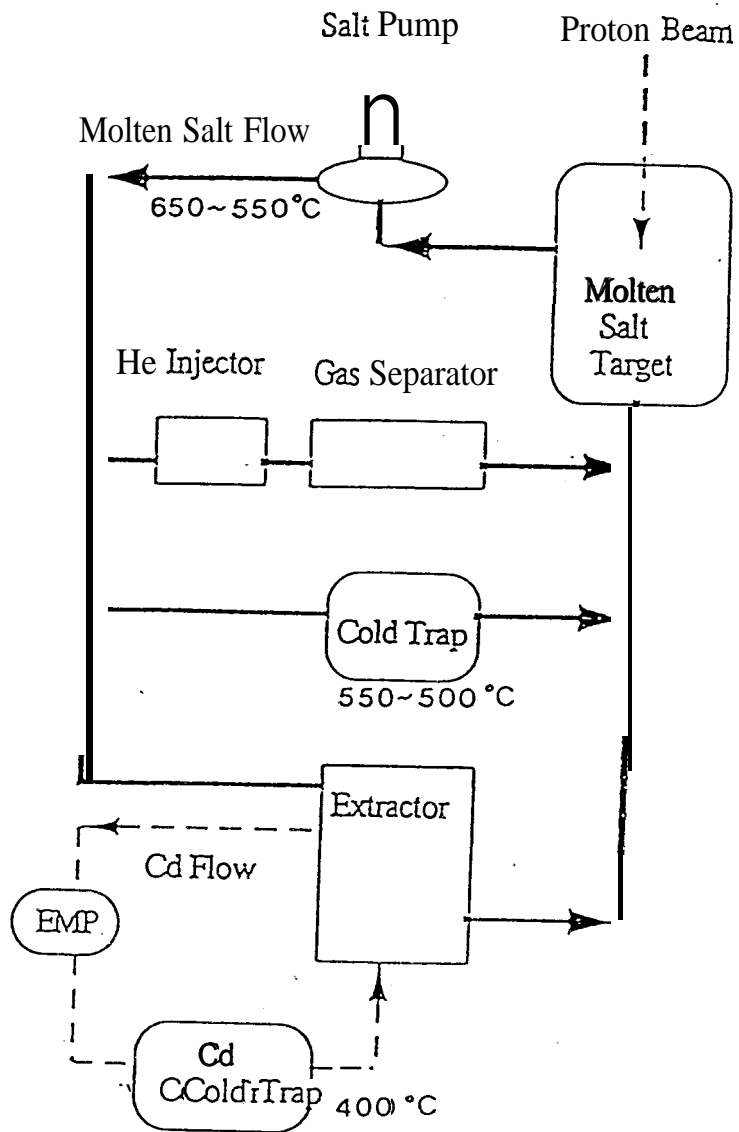 Salt Pump
Proton Beam
Molten Salt Flow
650~550°C
Molten
Salt
Target
He Injector
Gas Separator
Cold Trap
550~500 °C
Extractor
Cd Flow
EMP
Cd
CColdrTrap
400 °C